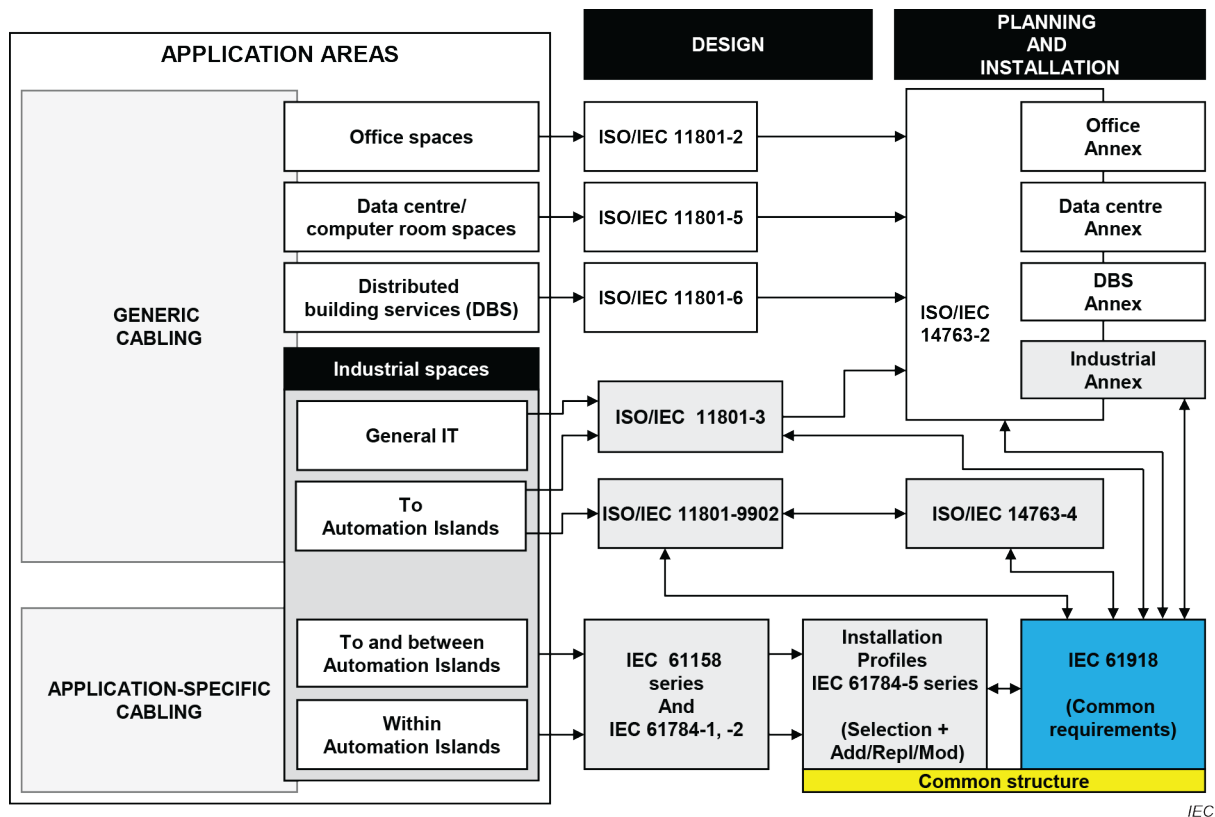 APPLICATION AREAS
DESIGN
PLANNING
AND
INSTALLATION
GENERIC
CABLING
Office spaces
ISO/IEC 11801-2
Office
Annex
Data centre/
computer room spaces
ISO/IEC 11801-5
Data centre
Annex
Distributed
building services (DBS)
ISO/IEC 11801-6
DBS
Annex
ISO/IEC
14763-2
Industrial
Annex
Industrial spaces
General IT
ISO/IEC 11801-3
To
Automation Islands
ISO/IEC 11801-9902
ISO/IEC 14763-4
APPLICATION-SPECIFIC
CABLING
To and between
Automation Islands
Within
Automation Islands
IEC 61158
series
And
IEC 61784-1, -2
Installation
Profiles
IEC 61784-5 series
(Selection +
Add/Repl/Mod)
IEC 61918
(Common
requirements)
Common structure
IEC